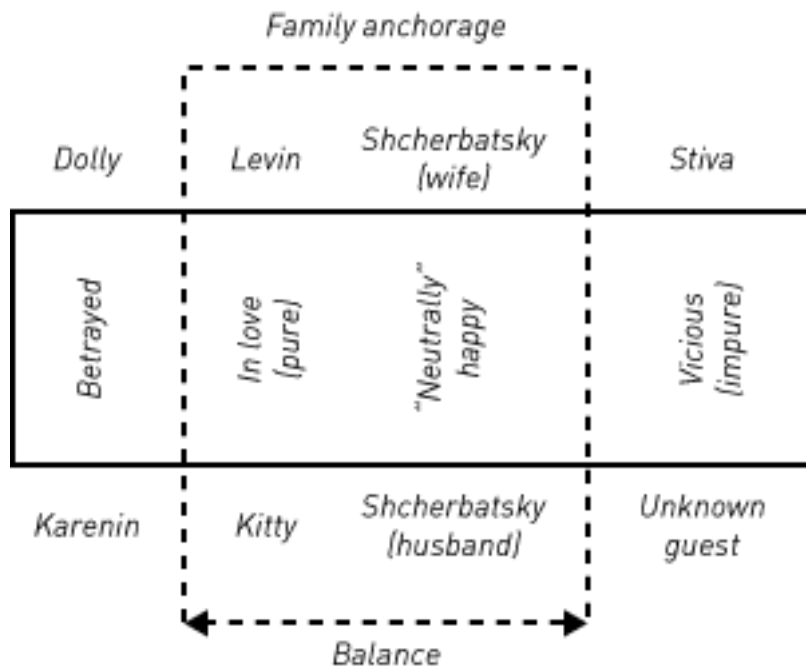 Family anchorage
Dolly
Levin
Shcherbatsky
(wife)
Stiva
Betrayed
In love
(pure)
“Neutrally”
happy
Vicious
(impure)
Karenin
Kitty
Shcherbatsky
(husband)
Unknown
guest
Balance